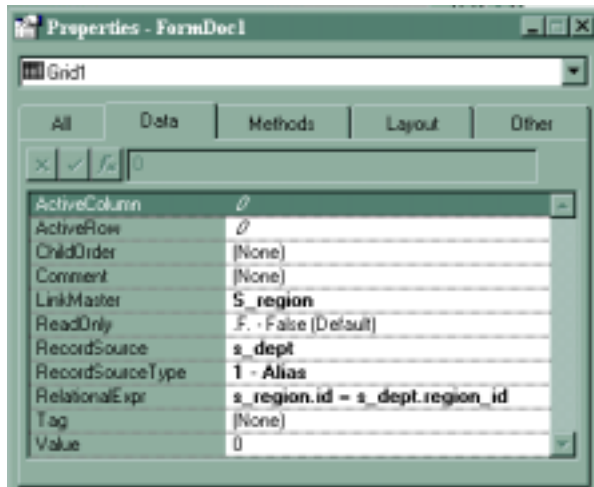 Properties - FormDoc1
Grid1
All Data Methods Layout Other
0
ActiveColumn 0
ActiveRow 0
ChildOrder (None)
Comment (None)
LinkMaster S_region
ReadOnly .F. - False (Default)
RecordSource s_dept
RecordSourceType 1 - Alias
RelationalExpr s_region.id = s_dept.region_id
Tag (None)
Value 0